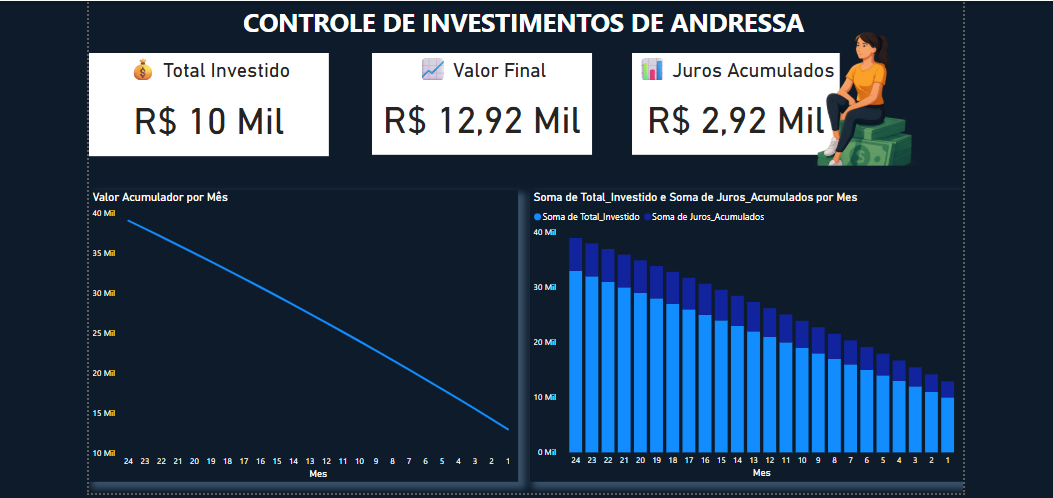 CONTROLE DE INVESTIMENTOS DE ANDRESSA
Total Investido
R$ 10 Mil
Valor Final
R$ 12,92 Mil
Juros Acumulados
R$ 2,92 Mil
Valor Acumulador por Mês
40 Mil
35 Mil
30 Mil
25 Mil
20 Mil
15 Mil
10 Mil
24 23 22 21 20 19 18 17 16 15 14 13 12 11 10 9 8 7 6 5 4 3 2 1
Mes
Soma de Total_Investido e Soma de Juros_Acumulados por Mes
Soma de Total_Investido Soma de Juros_Acumulados
40 Mil
30 Mil
20 Mil
10 Mil
0 Mil
24 23 22 21 20 19 18 17 16 15 14 13 12 11 10 9 8 7 6 5 4 3 2 1
Mes